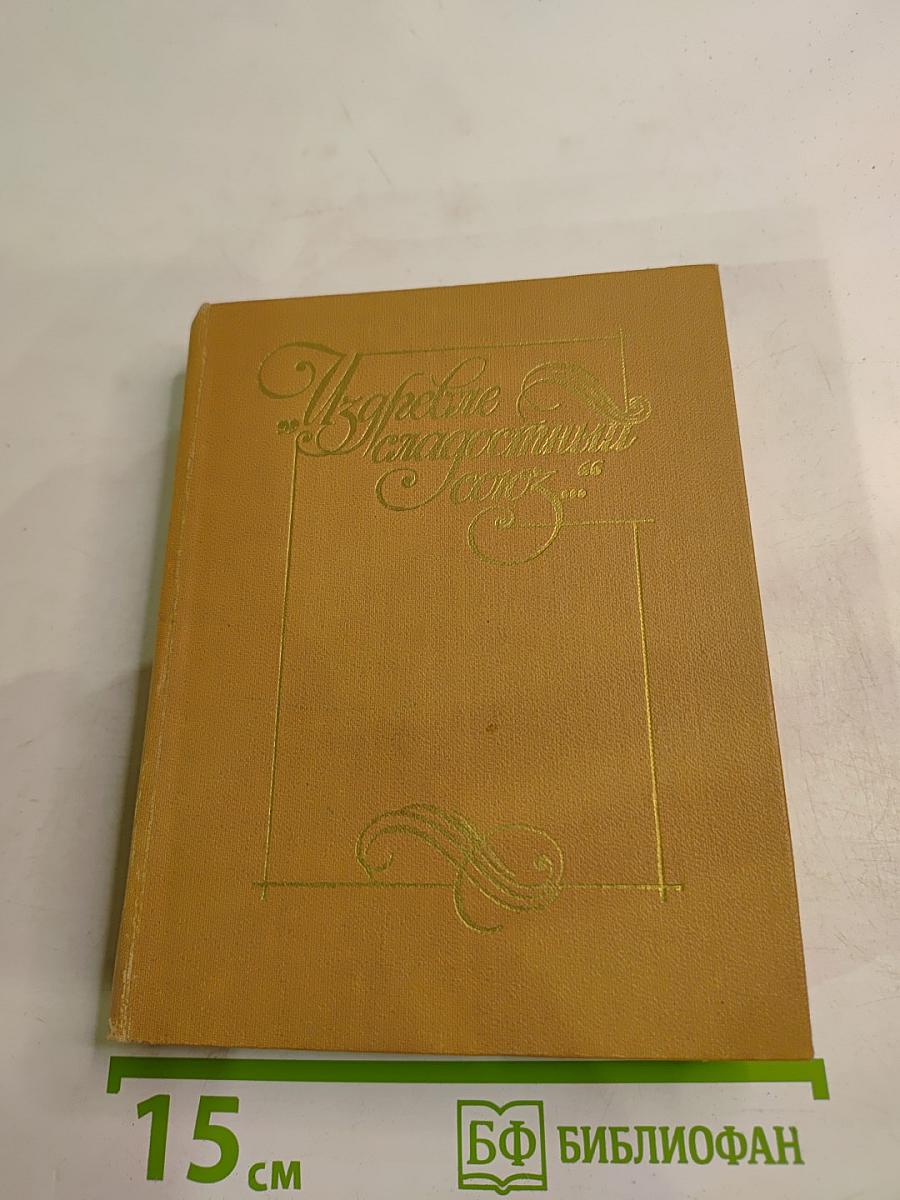 „Издревле
сладостный
союз..."
15 см
БФ БИБЛИОФАН